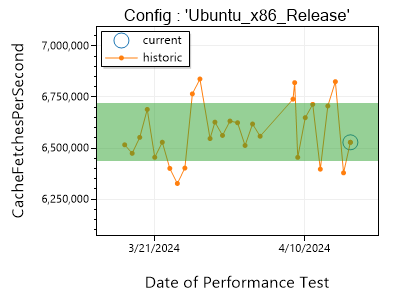 Config : 'Ubuntu_x86_Release'
CacheFetchesPerSecond
7,000,000
6,750,000
6,500,000
6,250,000
current
historic
3/21/2024
4/10/2024
Date of Performance Test